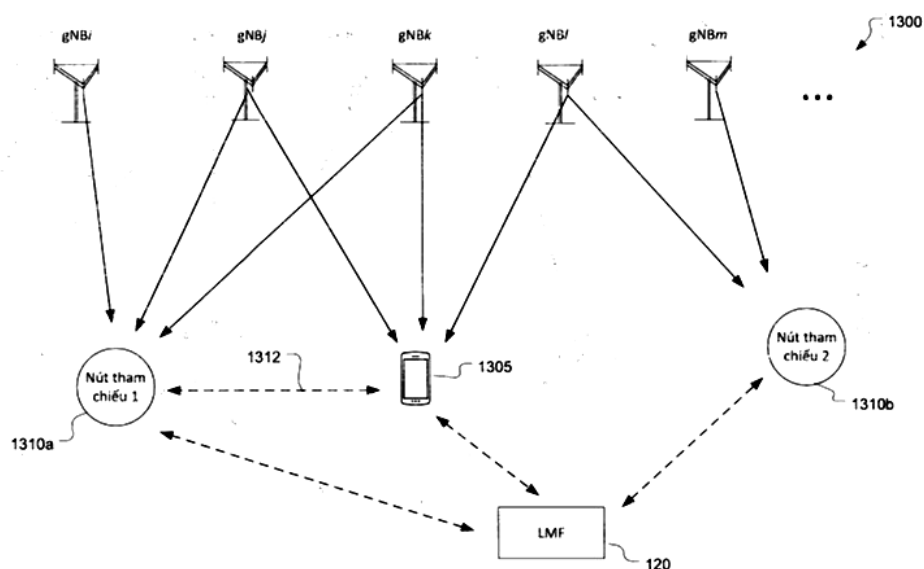 1300
gNBi
gNBj
gNBk
gNBl
gNBm
...
1312
1305
Nút tham
chiếu 1
Nút tham
chiếu 2
1310a
1310b
LMF
120